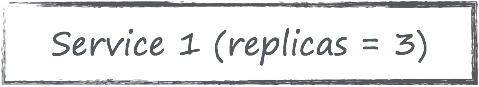 Service 1 (replicas = 3)